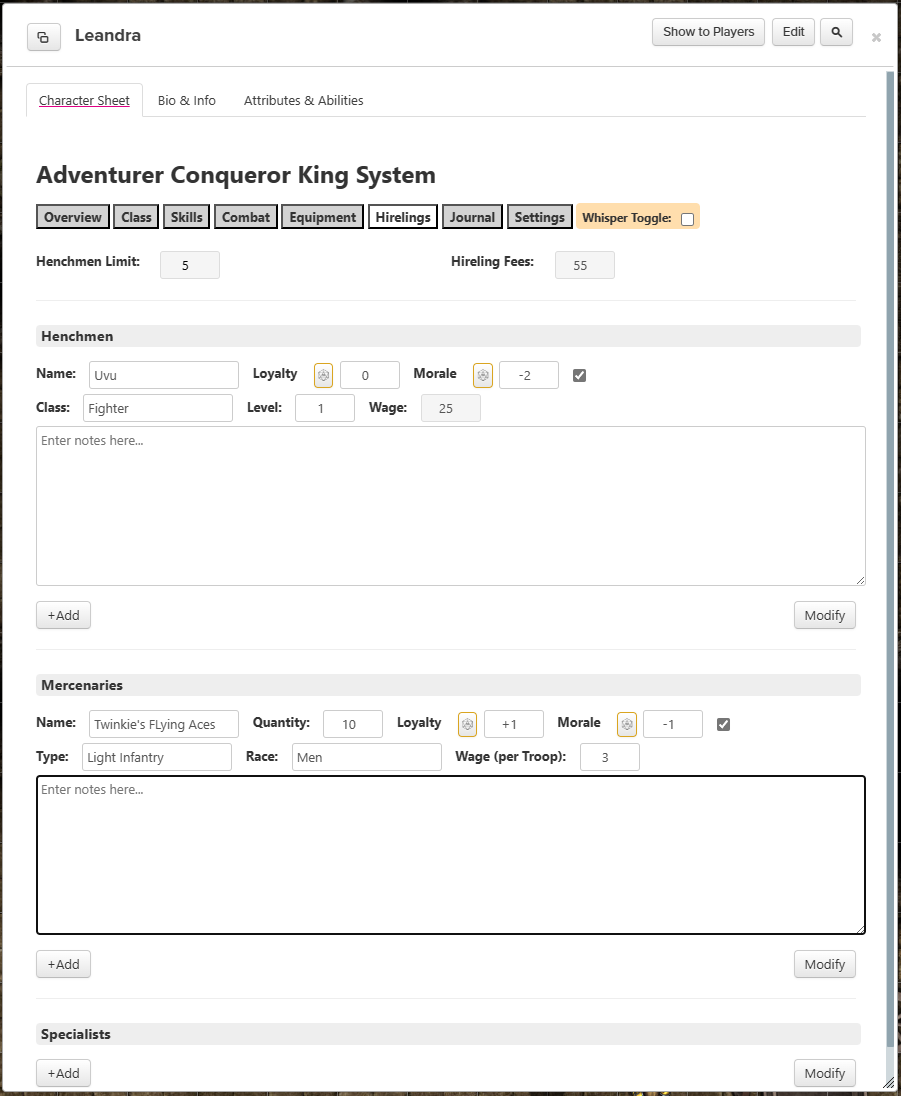 Leandra
Show to Players Edit
Character Sheet Bio & Info Attributes & Abilities
Adventurer Conqueror King System
Overview Class Skills Combat Equipment Hirelings Journal Settings Whisper Toggle:
Henchmen Limit: 5 Hireling Fees: 55
Henchmen
Name: Uvu Loyalty 0 Morale -2
Class: Fighter Level: 1 Wage: 25
Enter notes here...
+Add Modify
Mercenaries
Name: Twinkie's FLying Aces Quantity: 10 Loyalty +1 Morale -1
Type: Light Infantry Race: Men Wage (per Troop): 3
Enter notes here...
+Add Modify
Specialists
+Add Modify